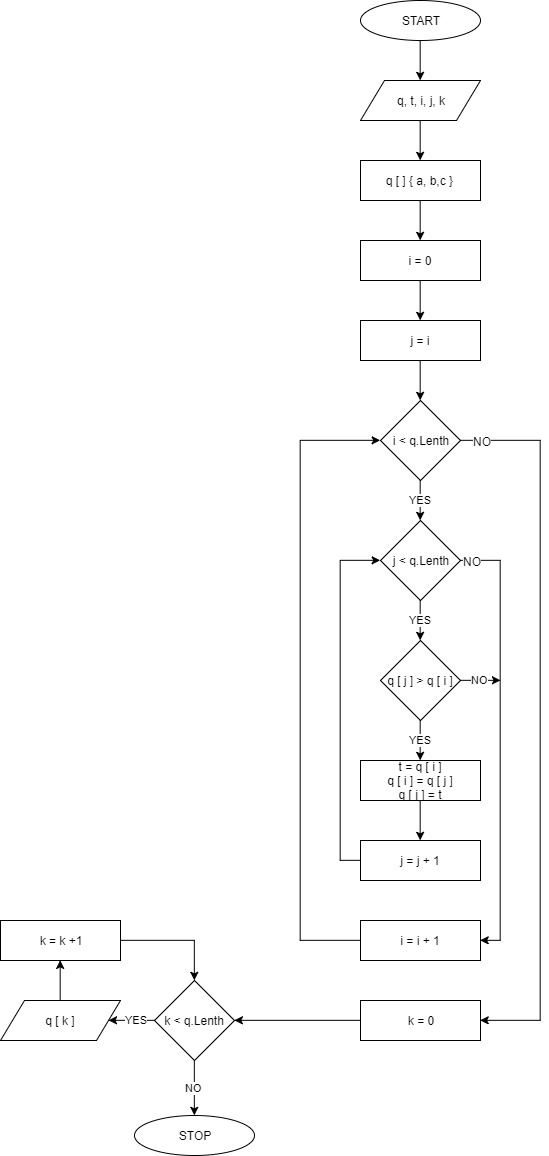 START
q, t, i, j, k
q [ ] { a, b,c }
i = 0
j = i
i < q.Lenth
NO
YES
j < q.Lenth
NO
YES
q [ j ] > q [ i ]
NO
YES
t = q [ i ]
q [ i ] = q [ j ]
q [ j ] = t
j = j + 1
k = k +1
i = i + 1
q [ k ]
YES
k < q.Lenth
k = 0
NO
STOP